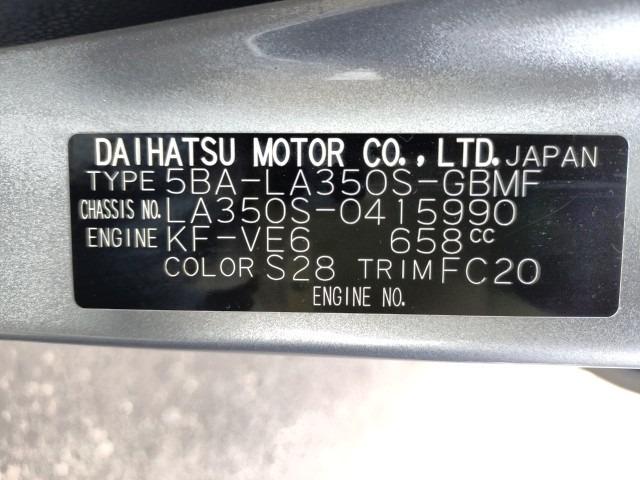 DAIHATSU MOTOR CO., LTD. JAPAN
TYPE 5BA-LA350S-GBMF
CHASSIS NO. LA350S-0415990
ENGINE KF-VE6 658cc
COLOR S28 TRIM FC20
ENGINE NO.